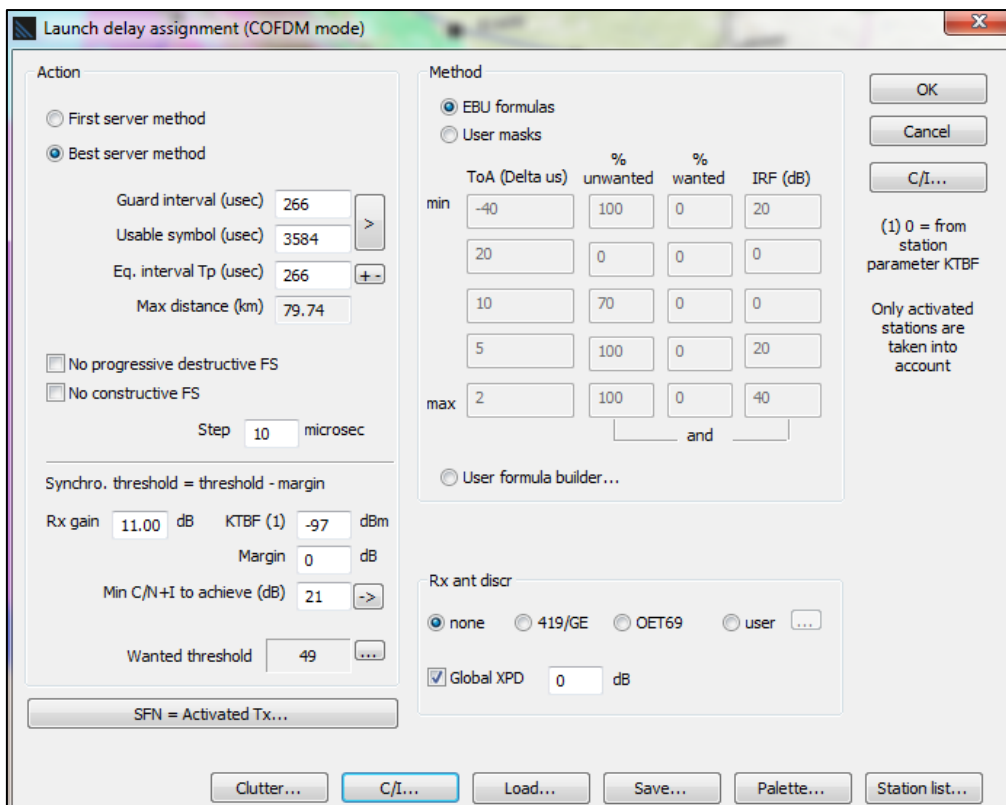 Launch delay assignment (COFDM mode)
x
Action
First server method
Best server method
Guard interval (usec) 266
>
Usable symbol (usec) 3584
Eq. interval Tp (usec) 266 + -
Max distance (km) 79.74
No progressive destructive FS
No constructive FS
Step 10 microsec
Synchro. threshold = threshold - margin
Rx gain 11.00 dB KTBF (1) -97 dBm
Margin 0 dB
Min C/N+I to achieve (dB) 21 ->
Wanted threshold 49 ...
SFN = Activated Tx...
Method
EBU formulas
User masks
ToA (Delta us) % unwanted % wanted IRF (dB)
min -40 100 0 20
20 0 0 0
10 70 0 0
5 100 0 20
max 2 100 0 40
and
User formula builder...
Rx ant discr
none 419/GE OET69 user ...
Global XPD 0 dB
OK
Cancel
C/I...
(1) 0 = from
station
parameter KTBF
Only activated
stations are
taken into
account
Clutter... C/I... Load... Save... Palette... Station list...